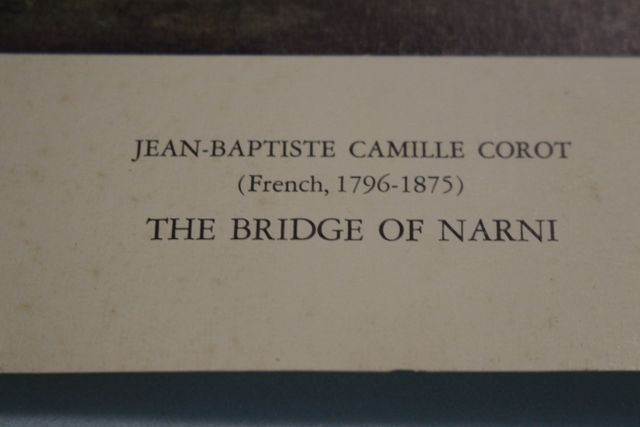 JEAN-BAPTISTE CAMILLE COROT
(French, 1796-1875)
THE BRIDGE OF NARNI